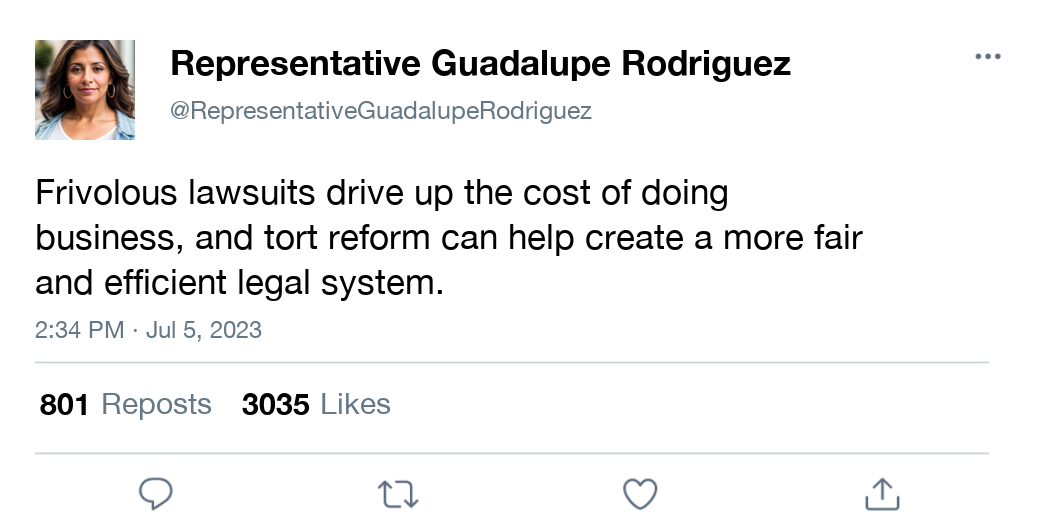 Representative Guadalupe Rodriguez
@RepresentativeGuadalupeRodriguez
Frivolous lawsuits drive up the cost of doing
business, and tort reform can help create a more fair
and efficient legal system.
2:34 PM · Jul 5, 2023
801 Reposts 3035 Likes